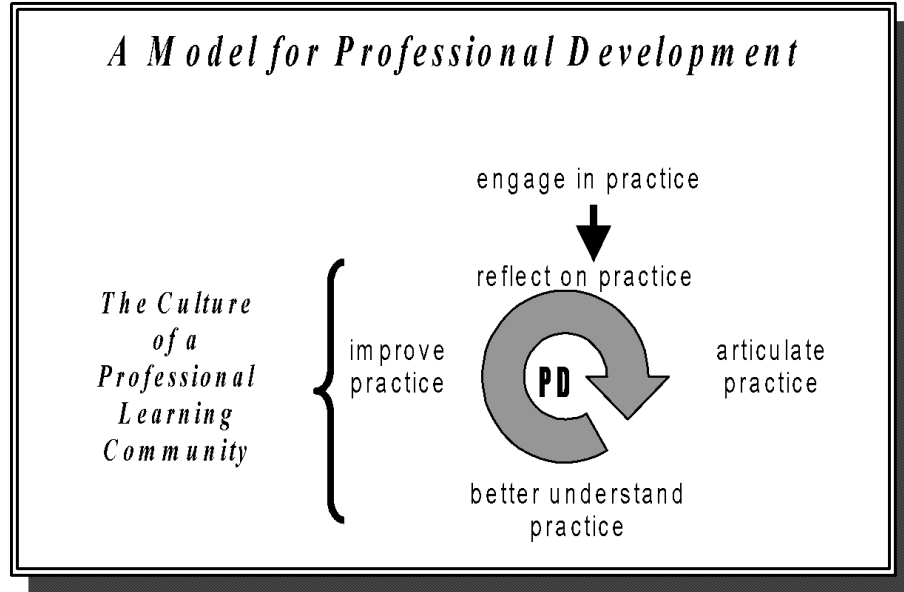 A Model for Professional Development
engage in practice
reflect on practice
The Culture
of a
Professional
Learning
Community
improve
practice
PD
articulate
practice
better understand
practice